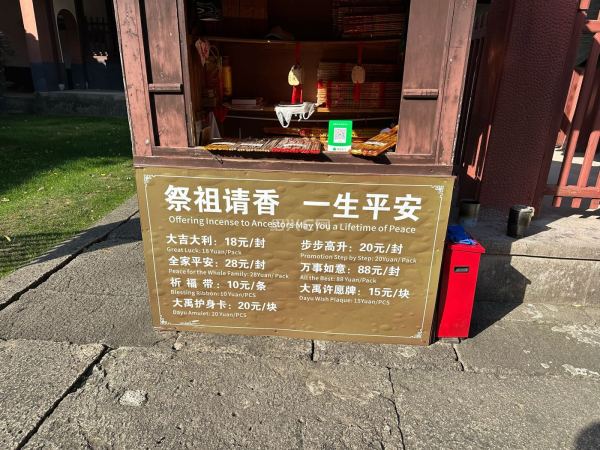 祭祖请香 一生平安
Offering Incense to Ancestors May You a Lifetime of Peace
大吉大利：18元/封
Great Luck: 18 Yuan/Pack
全家平安：28元/封
Peace for the Whole Family: 28Yuan/Pack
祈福带：10元/条
Blessing Ribbon: 10 Yuan/PCS
大禹护身卡：20元/块
Dayu Amulet: 20 Yuan/PCS
步步高升：20元/封
Promotion Step by Step: 20Yuan/Pack
万事如意：88元/封
All the Best: 88 Yuan/Pack
大禹许愿牌：15元/块
Dayu Wish Plaque: 15Yuan/PCS